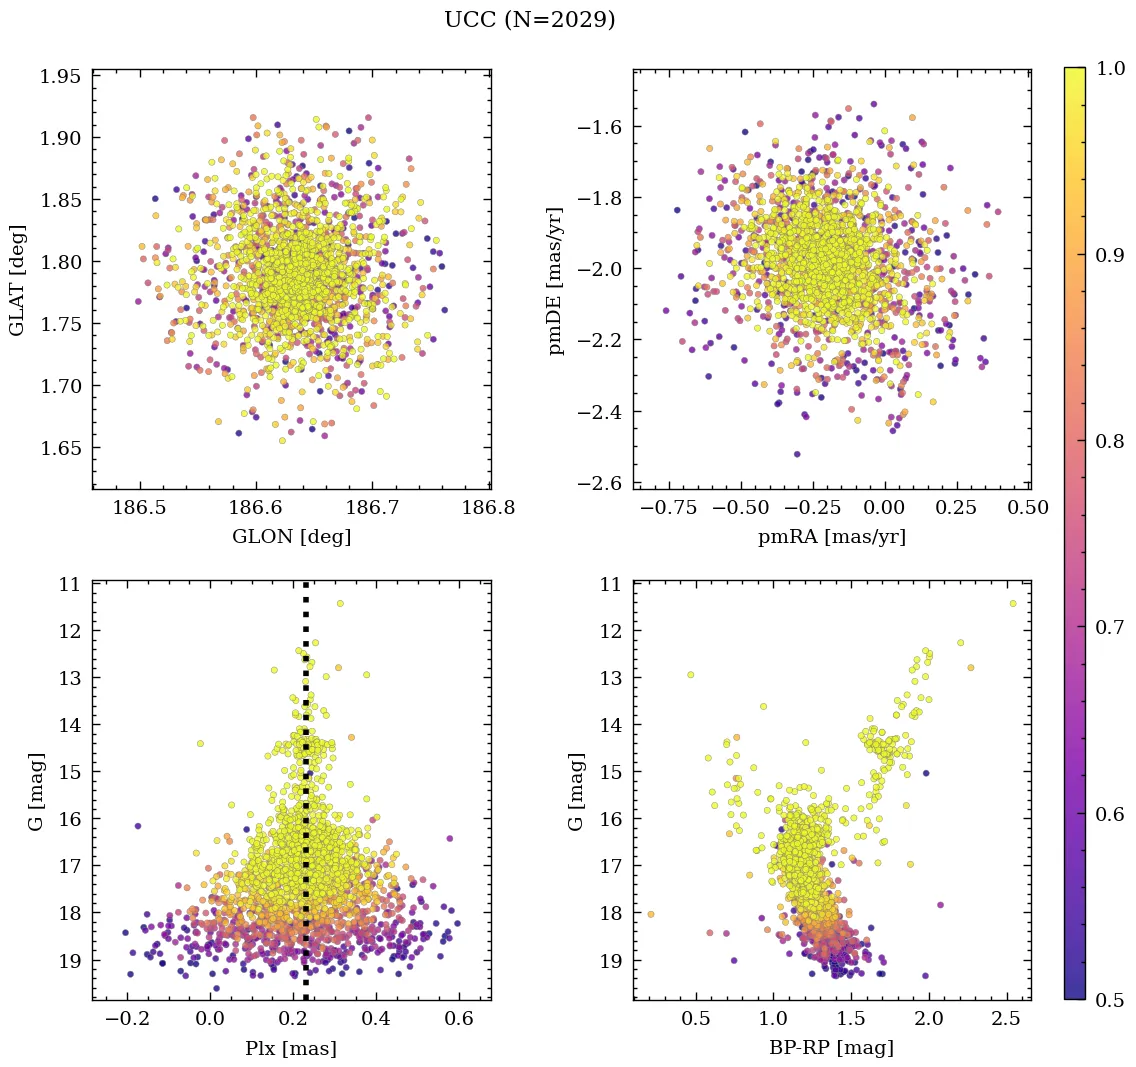 UCC (N=2029)
1.95
1.90
1.85
1.80
1.75
1.70
1.65
GLAT [deg]
186.5 186.6 186.7 186.8
GLON [deg]
−1.6
−1.8
−2.0
−2.2
−2.4
−2.6
pmDE [mas/yr]
−0.75 −0.50 −0.25 0.00 0.25 0.50
pmRA [mas/yr]
11
12
13
14
15
16
17
18
19
G [mag]
−0.2 0.0 0.2 0.4 0.6
Plx [mas]
11
12
13
14
15
16
17
18
19
G [mag]
0.5 1.0 1.5 2.0 2.5
BP-RP [mag]
1.0
0.9
0.8
0.7
0.6
0.5